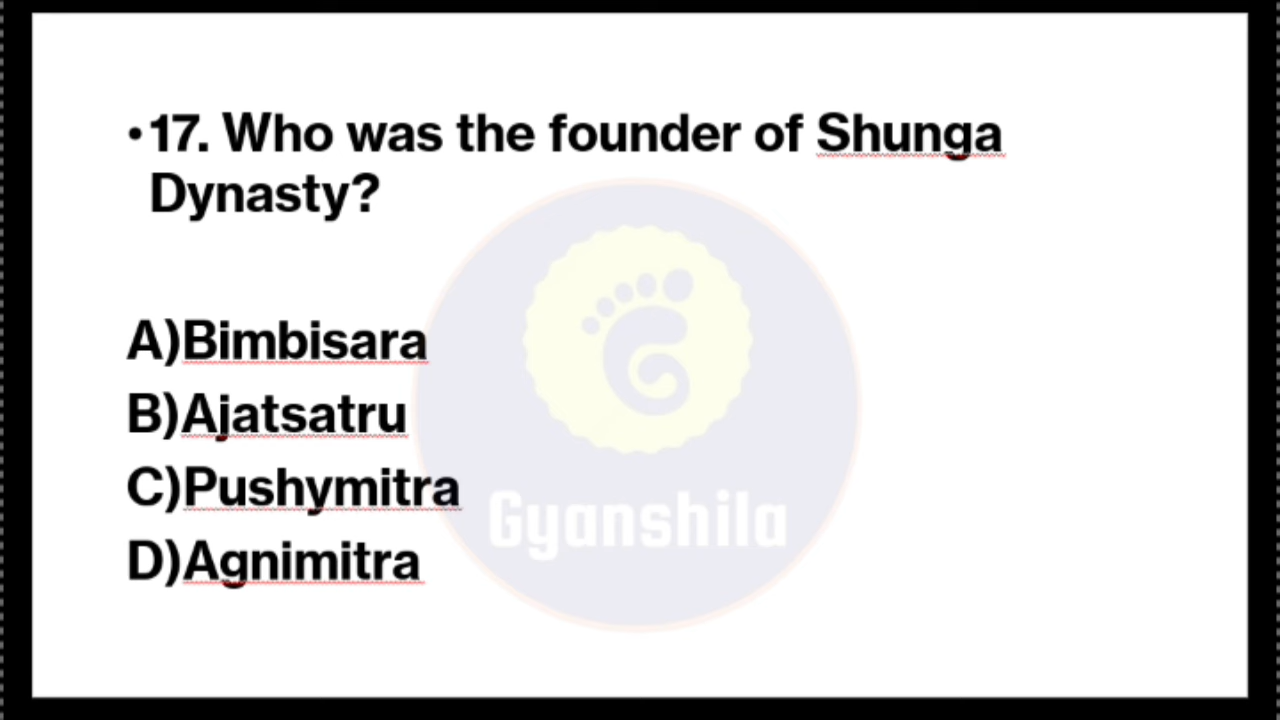 •17. Who was the founder of Shunga
Dynasty?
A)Bimbisara
B)Ajatsatru
C)Pushymitra
D)Agnimitra
Gyanshila